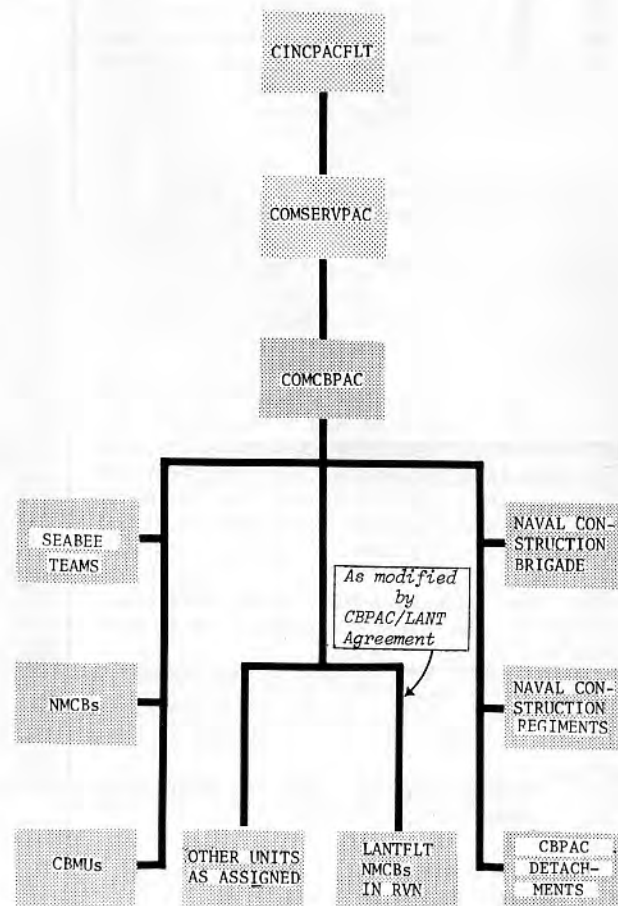 CINCPACFLT
COMSERVPAC
COMCBPAC
SEABEE
TEAMS
NAVAL CON-
STRUCTION
BRIGADE
As modified
by
CBPAC/LANT
Agreement
NMCBs
NAVAL CON-
STRUCTION
REGIMENTS
CBMUs
OTHER UNITS
AS ASSIGNED
LANTFLT
NMCBs
IN RVN
CBPAC
DETACH-
MENTS